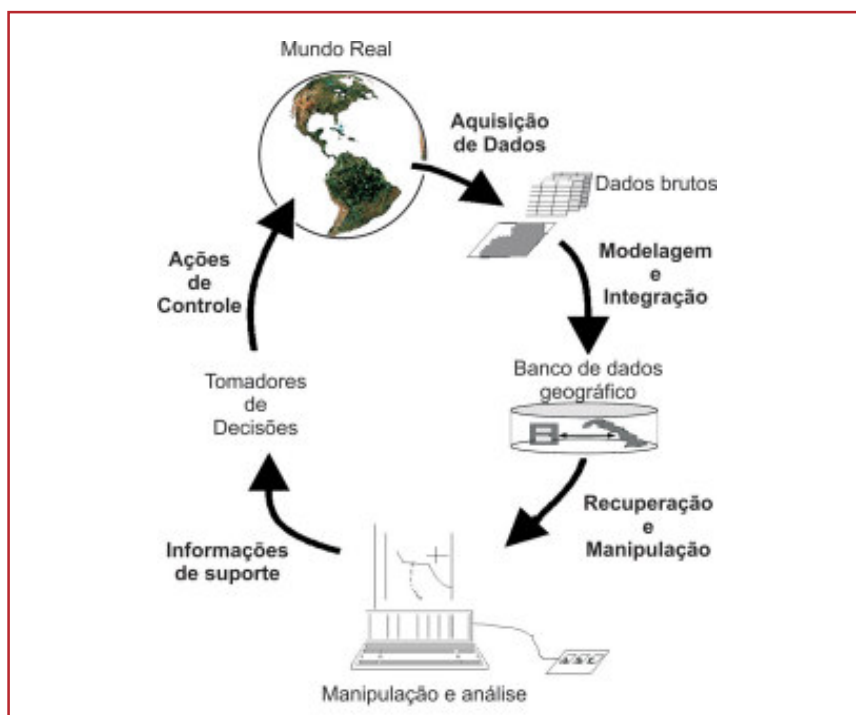 Mundo Real
Aquisição
de Dados
Dados brutos
Modelagem
e
Integração
Banco de dados
geográfico
Recuperação
e
Manipulação
Manipulação e análise
Informações
de suporte
Tomadores
de
Decisões
Ações
de
Controle